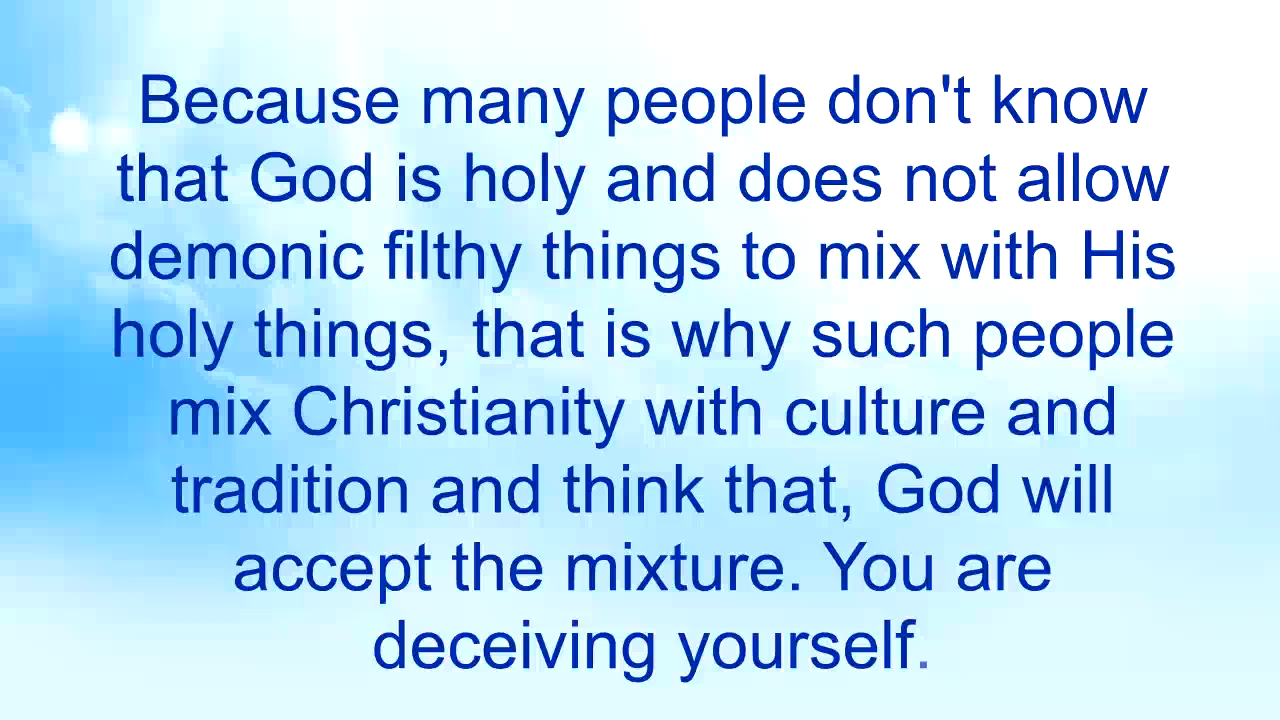 Because many people don't know
that God is holy and does not allow
demonic filthy things to mix with His
holy things, that is why such people
mix Christianity with culture and
tradition and think that, God will
accept the mixture. You are
deceiving yourself.